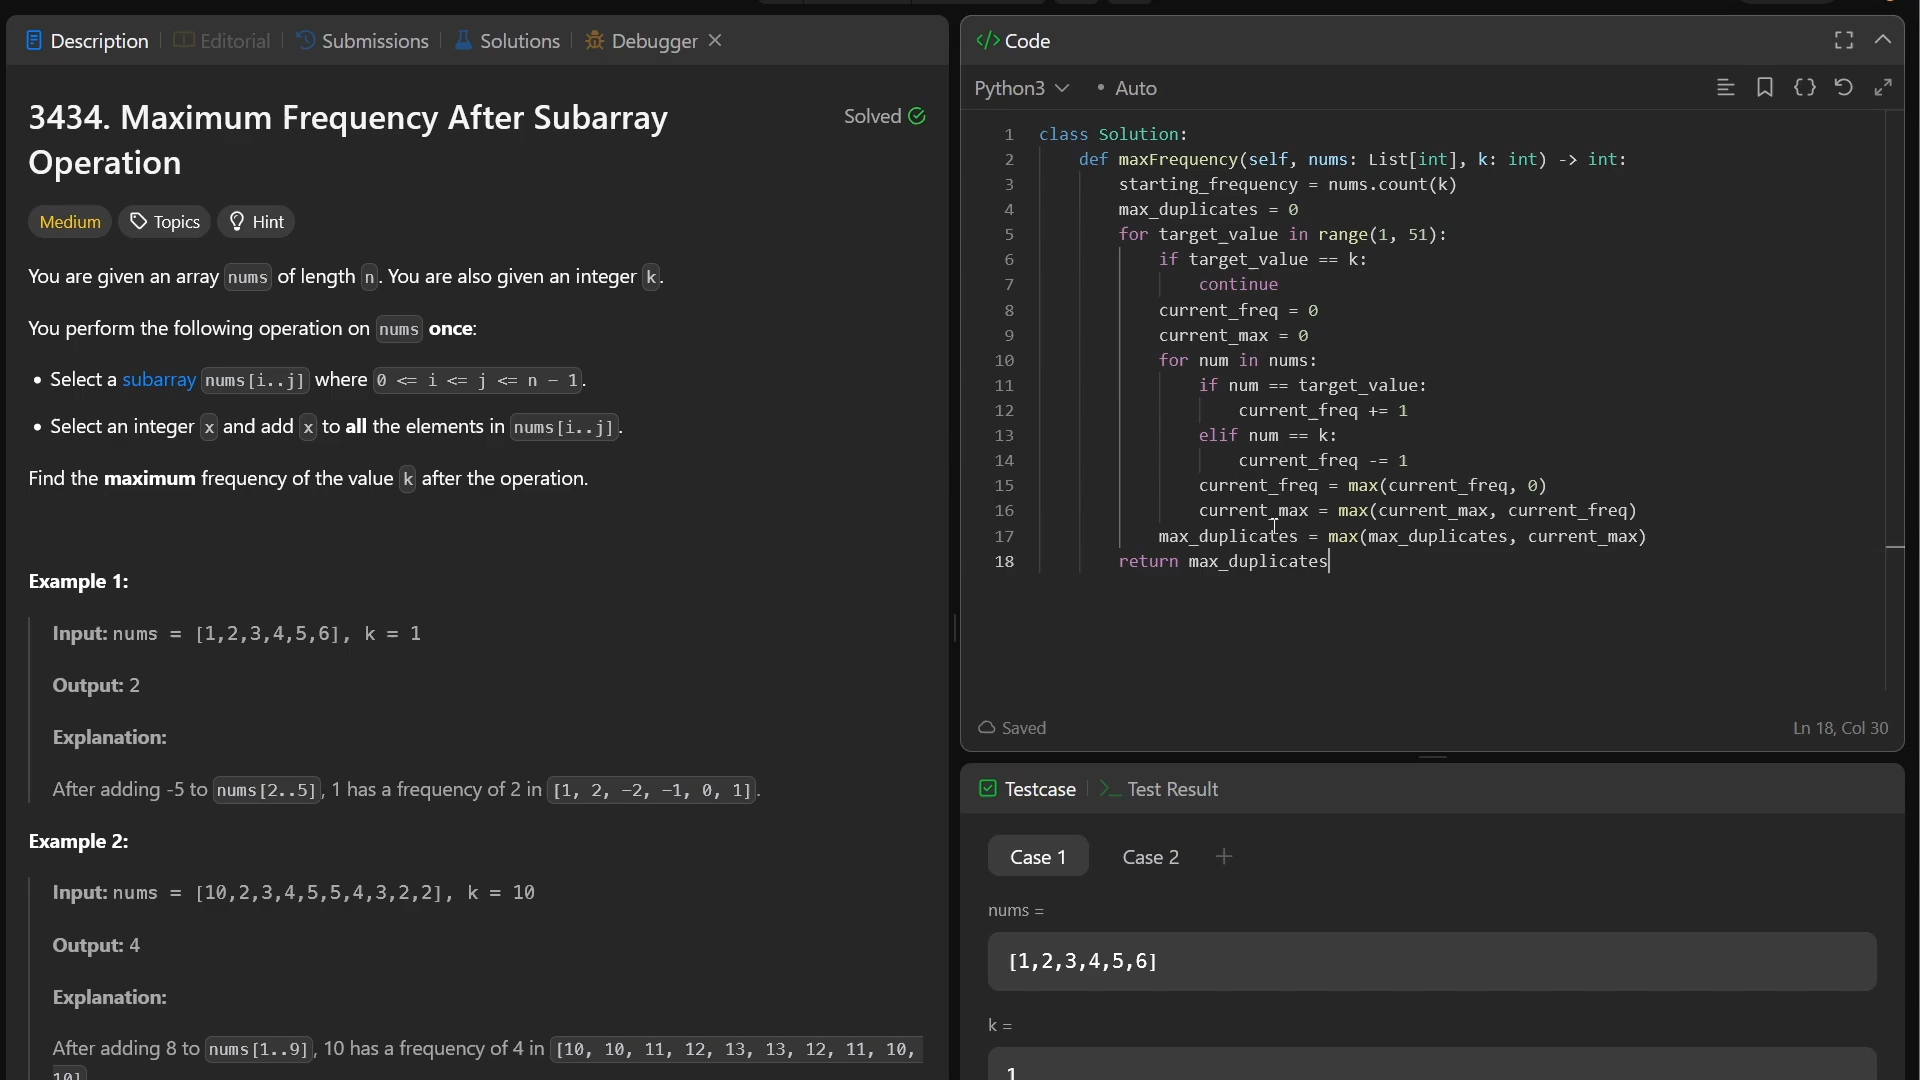 Description Editorial Submissions Solutions Debugger
3434. Maximum Frequency After Subarray
Operation
Solved
Medium Topics Hint
You are given an array nums of length n. You are also given an integer k.
You perform the following operation on nums once:
• Select a subarray nums[i..j] where 0 <= i <= j <= n - 1.
• Select an integer x and add x to all the elements in nums[i..j].
Find the maximum frequency of the value k after the operation.
Example 1:
Input: nums = [1,2,3,4,5,6], k = 1
Output: 2
Explanation:
After adding -5 to nums[2..5], 1 has a frequency of 2 in [1, 2, -2, -1, 0, 1].
Example 2:
Input: nums = [10,2,3,4,5,5,4,3,2,2], k = 10
Output: 4
Explanation:
After adding 8 to nums[1..9], 10 has a frequency of 4 in [10, 10, 11, 12, 13, 13, 12, 11, 10,
10]
</> Code
Python3 • Auto
1 class Solution:
2 def maxFrequency(self, nums: List[int], k: int) -> int:
3 starting_frequency = nums.count(k)
4 max_duplicates = 0
5 for target_value in range(1, 51):
6 if target_value == k:
7 continue
8 current_freq = 0
9 current_max = 0
10 for num in nums:
11 if num == target_value:
12 current_freq += 1
13 elif num == k:
14 current_freq -= 1
15 current_freq = max(current_freq, 0)
16 current_max = max(current_max, current_freq)
17 max_duplicates = max(max_duplicates, current_max)
18 return max_duplicates
Saved
Ln 18, Col 30
Testcase >_ Test Result
Case 1 Case 2 +
nums =
[1,2,3,4,5,6]
k =
1